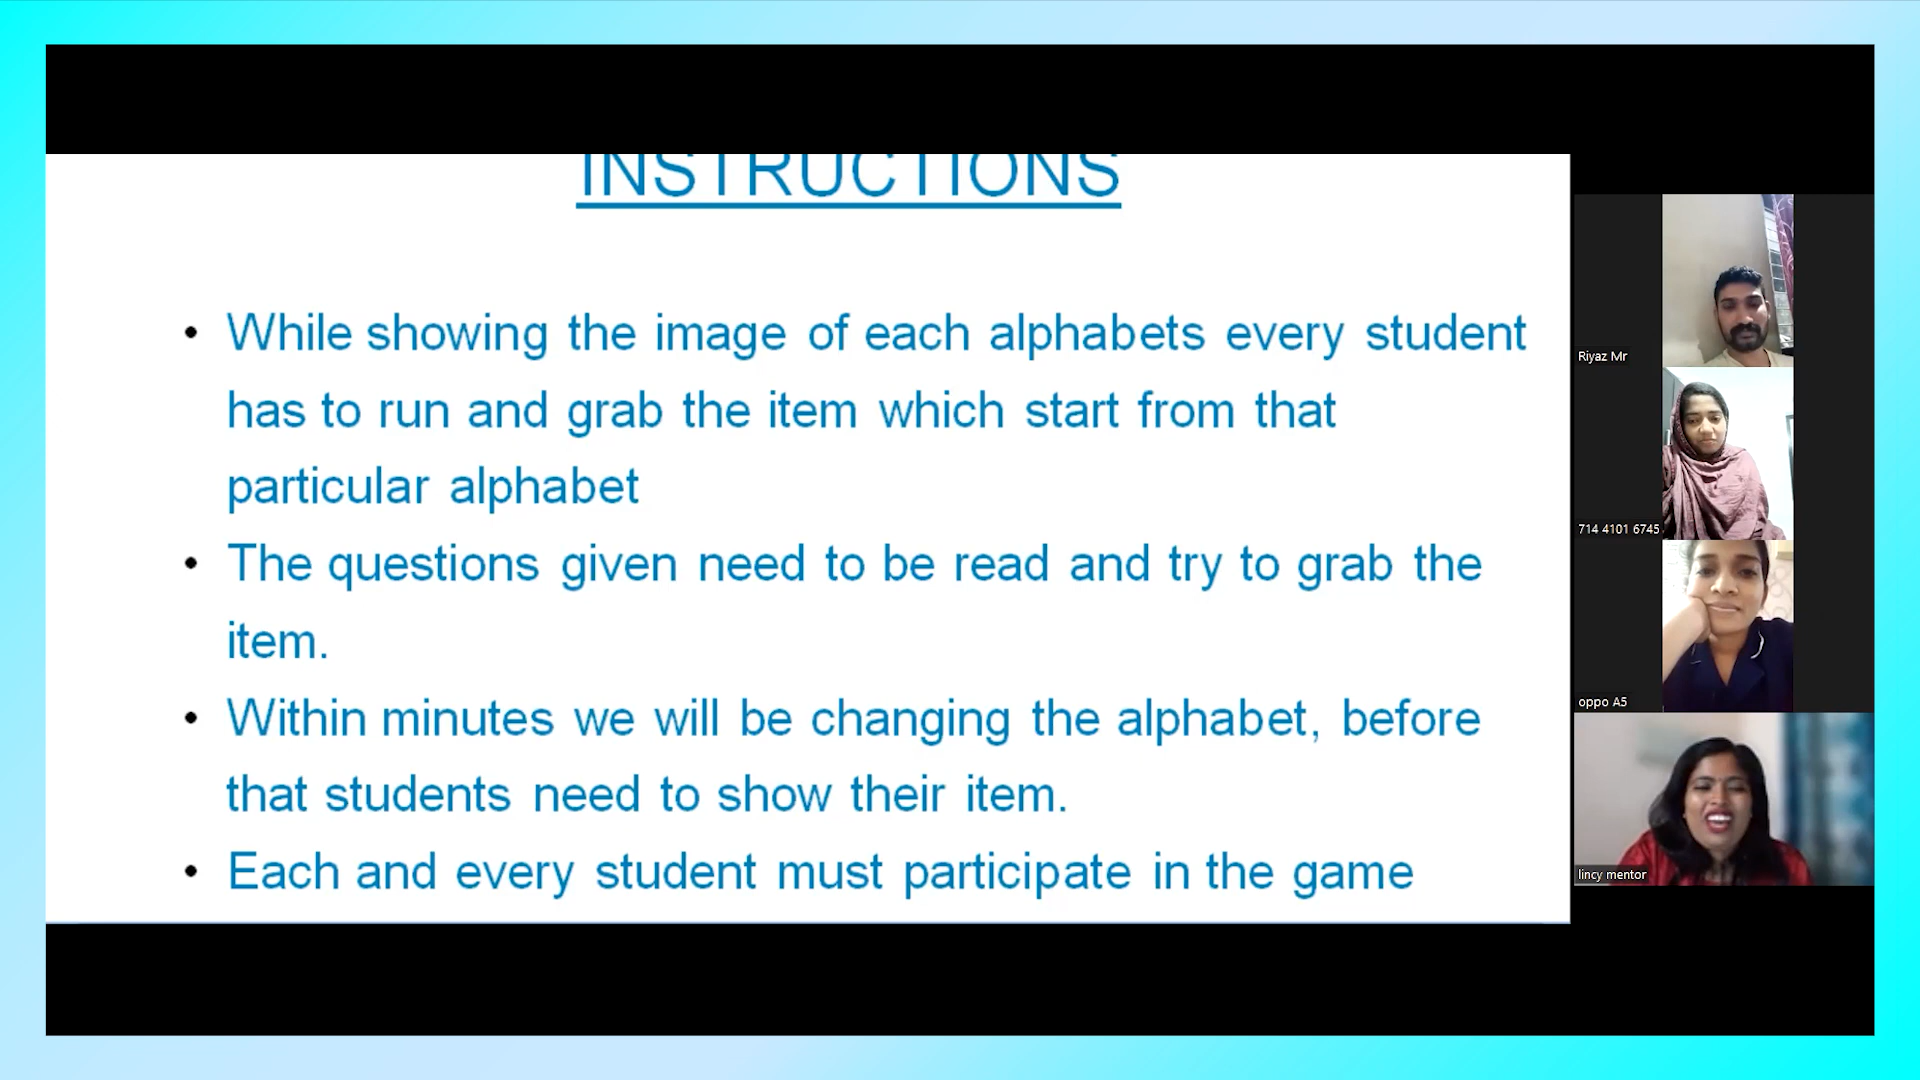 INSTRUCTIONS
• While showing the image of each alphabets every student
has to run and grab the item which start from that
particular alphabet
• The questions given need to be read and try to grab the
item.
• Within minutes we will be changing the alphabet, before
that students need to show their item.
• Each and every student must participate in the game
Riyaz Mr
714 4101 6745
oppo A5
lincy mentor